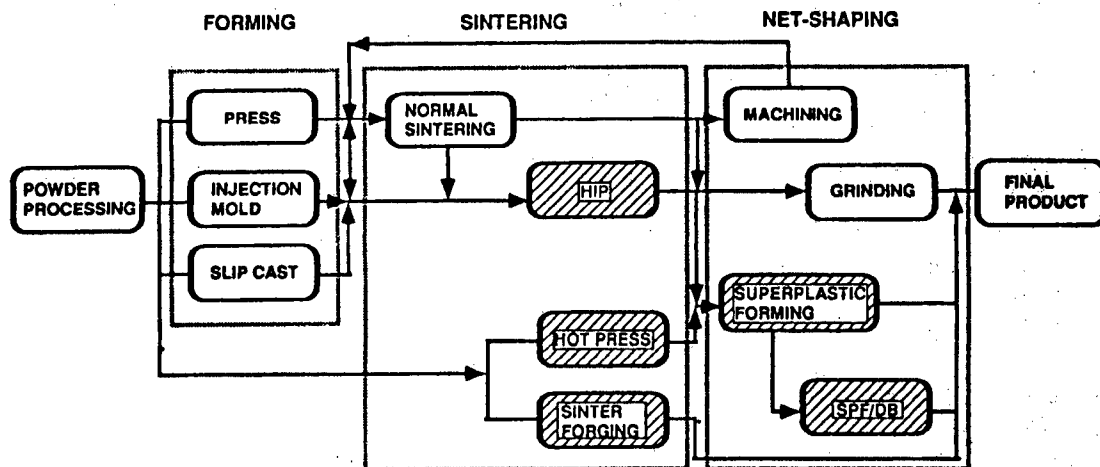 FORMING
SINTERING
NET-SHAPING
PRESS
NORMAL
SINTERING
MACHINING
POWDER
PROCESSING
INJECTION
MOLD
HIP
GRINDING
FINAL
PRODUCT
SLIP CAST
SUPERPLASTIC
FORMING
HOT PRESS
SINTER
FORGING
SPF/DB